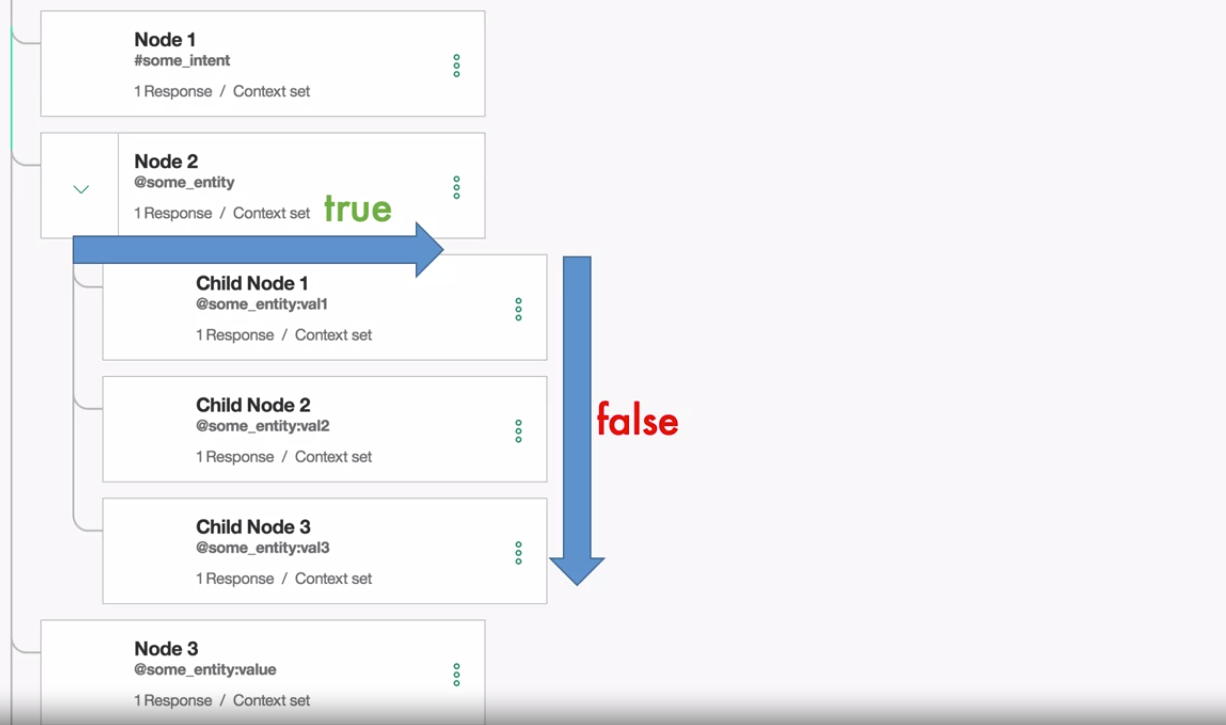 Node 1
#some_intent
1 Response / Context set
Node 2
@some_entity
1 Response / Context set
true
Child Node 1
@some_entity:val1
1 Response / Context set
Child Node 2
@some_entity:val2
1 Response / Context set
false
Child Node 3
@some_entity:val3
1 Response / Context set
Node 3
@some_entity:value
1 Response / Context set